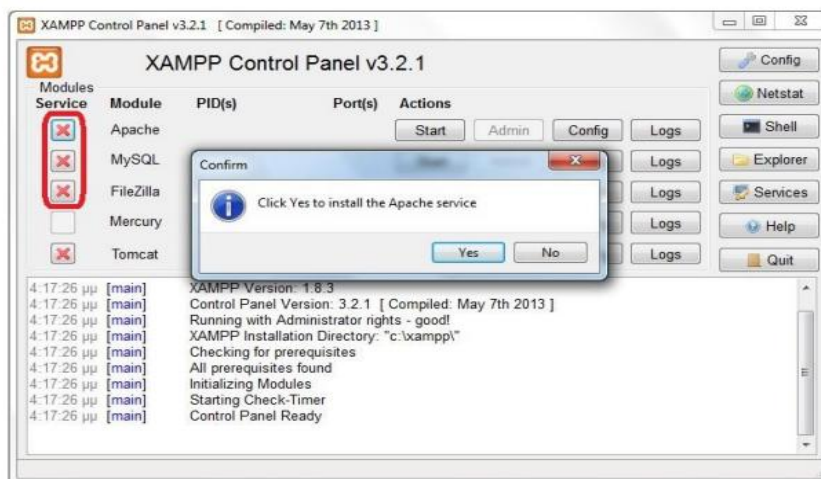 XAMPP Control Panel v3.2.1 [ Compiled: May 7th 2013 ]
XAMPP Control Panel v3.2.1
Config
Modules
Service Module PID(s) Port(s) Actions
Netstat
Apache Start Admin Config Logs
Shell
MySQL Logs
Explorer
FileZilla Logs
Services
Mercury Logs
Help
Tomcat Logs
Quit
Confirm
Click Yes to install the Apache service
Yes No
4:17:26 μμ [main] XAMPP Version: 1.8.3
4:17:26 μμ [main] Control Panel Version: 3.2.1 [ Compiled: May 7th 2013 ]
4:17:26 μμ [main] Running with Administrator rights - good!
4:17:26 μμ [main] XAMPP Installation Directory: "c:\xampp\"
4:17:26 μμ [main] Checking for prerequisites
4:17:26 μμ [main] All prerequisites found
4:17:26 μμ [main] Initializing Modules
4:17:26 μμ [main] Starting Check-Timer
4:17:26 μμ [main] Control Panel Ready